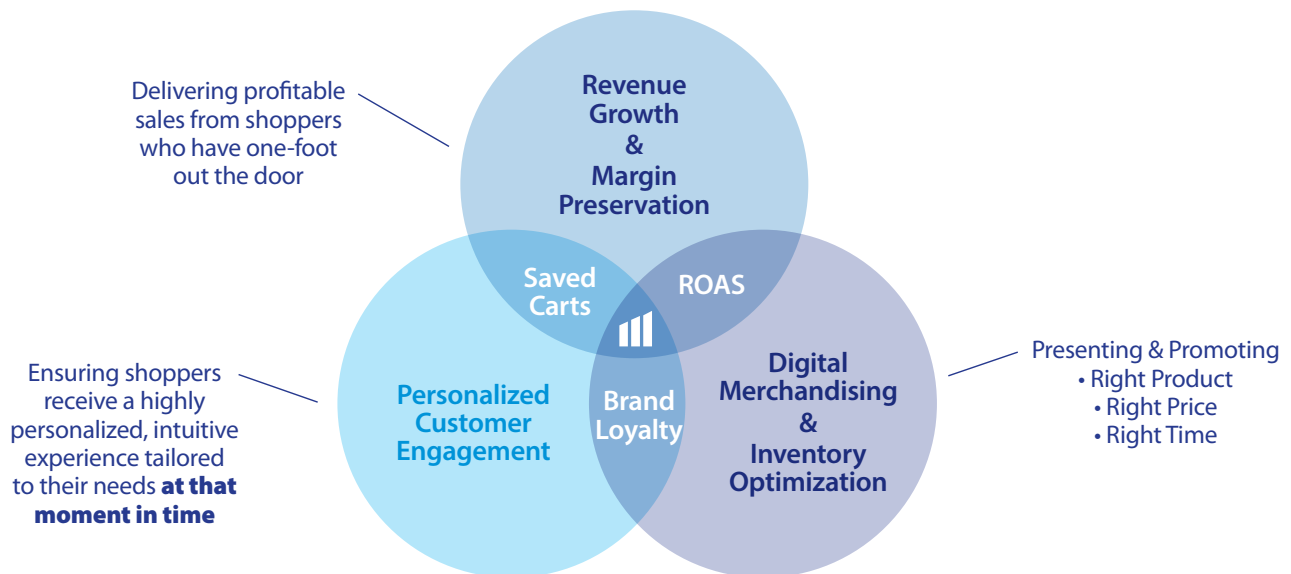 Delivering profitable
sales from shoppers
who have one-foot
out the door
Revenue
Growth
&
Margin
Preservation
Saved
Carts
ROAS
Ensuring shoppers
receive a highly
personalized, intuitive
experience tailored
to their needs at that
moment in time
Personalized
Customer
Engagement
Brand
Loyalty
Digital
Merchandising
&
Inventory
Optimization
Presenting & Promoting
• Right Product
• Right Price
• Right Time